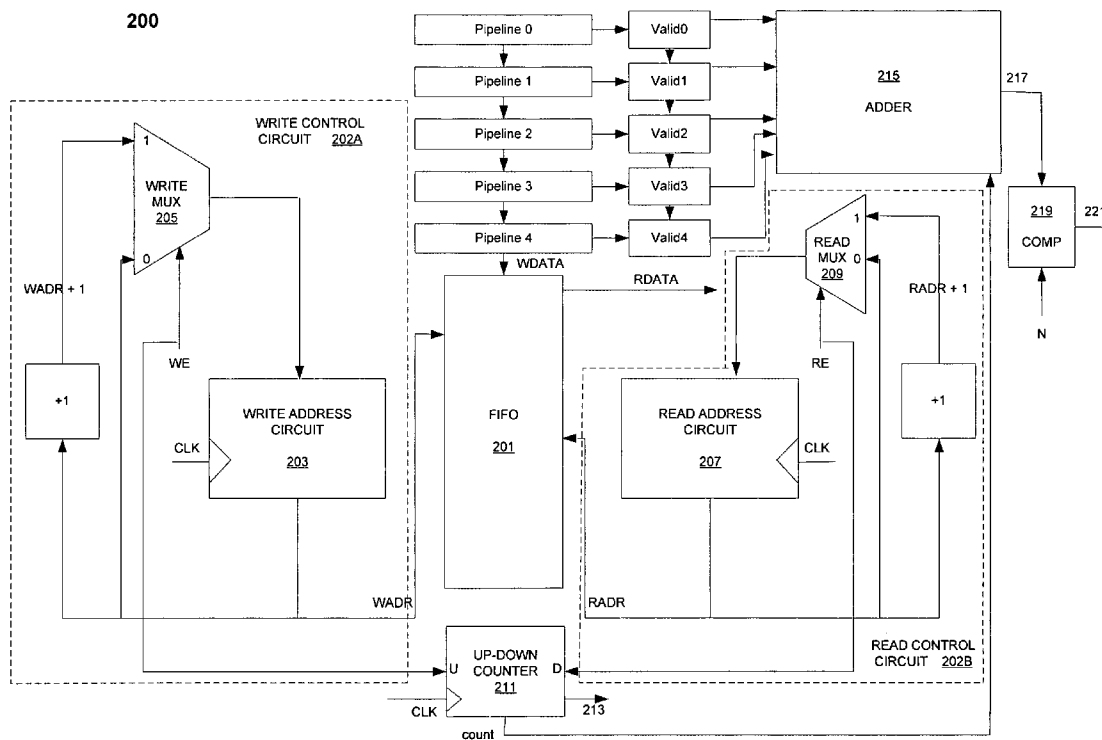 200
Pipeline 0
Valid0
Pipeline 1
Valid1
215
ADDER
217
WRITE CONTROL
CIRCUIT 202A
Pipeline 2
Valid2
1
WRITE
MUX
205
0
Pipeline 3
Valid3
Pipeline 4
Valid4
219
COMP
221
1
READ
MUX 0
209
WDATA
RDATA
WADR + 1
RADR + 1
N
WE
RE
+1
WRITE ADDRESS
CIRCUIT
203
CLK
FIFO
201
READ ADDRESS
CIRCUIT
207
CLK
+1
WADR
RADR
READ CONTROL
CIRCUIT 202B
U
UP-DOWN
COUNTER
211
D
CLK
213
count